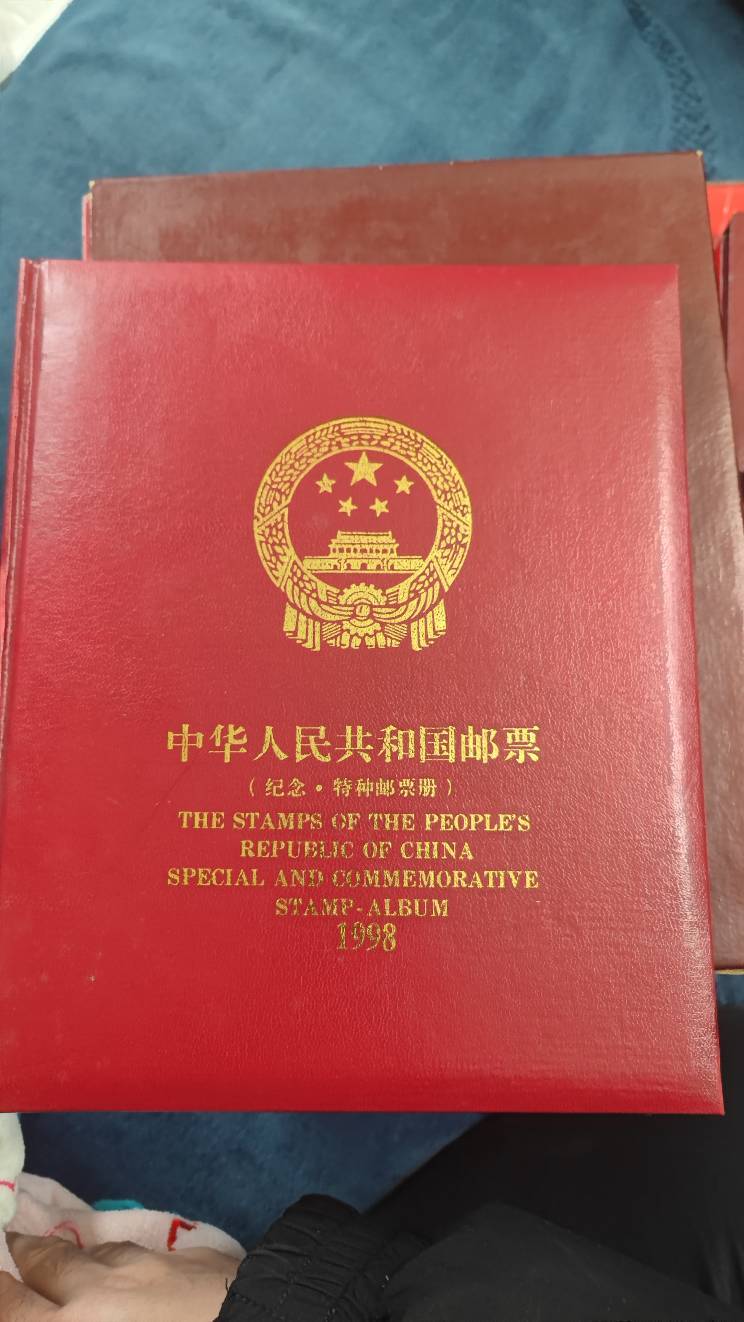 中华人民共和国邮票
（纪念·特种邮票册）
THE STAMPS OF THE PEOPLE'S
REPUBLIC OF CHINA
SPECIAL AND COMMEMORATIVE
STAMP-ALBUM
1998